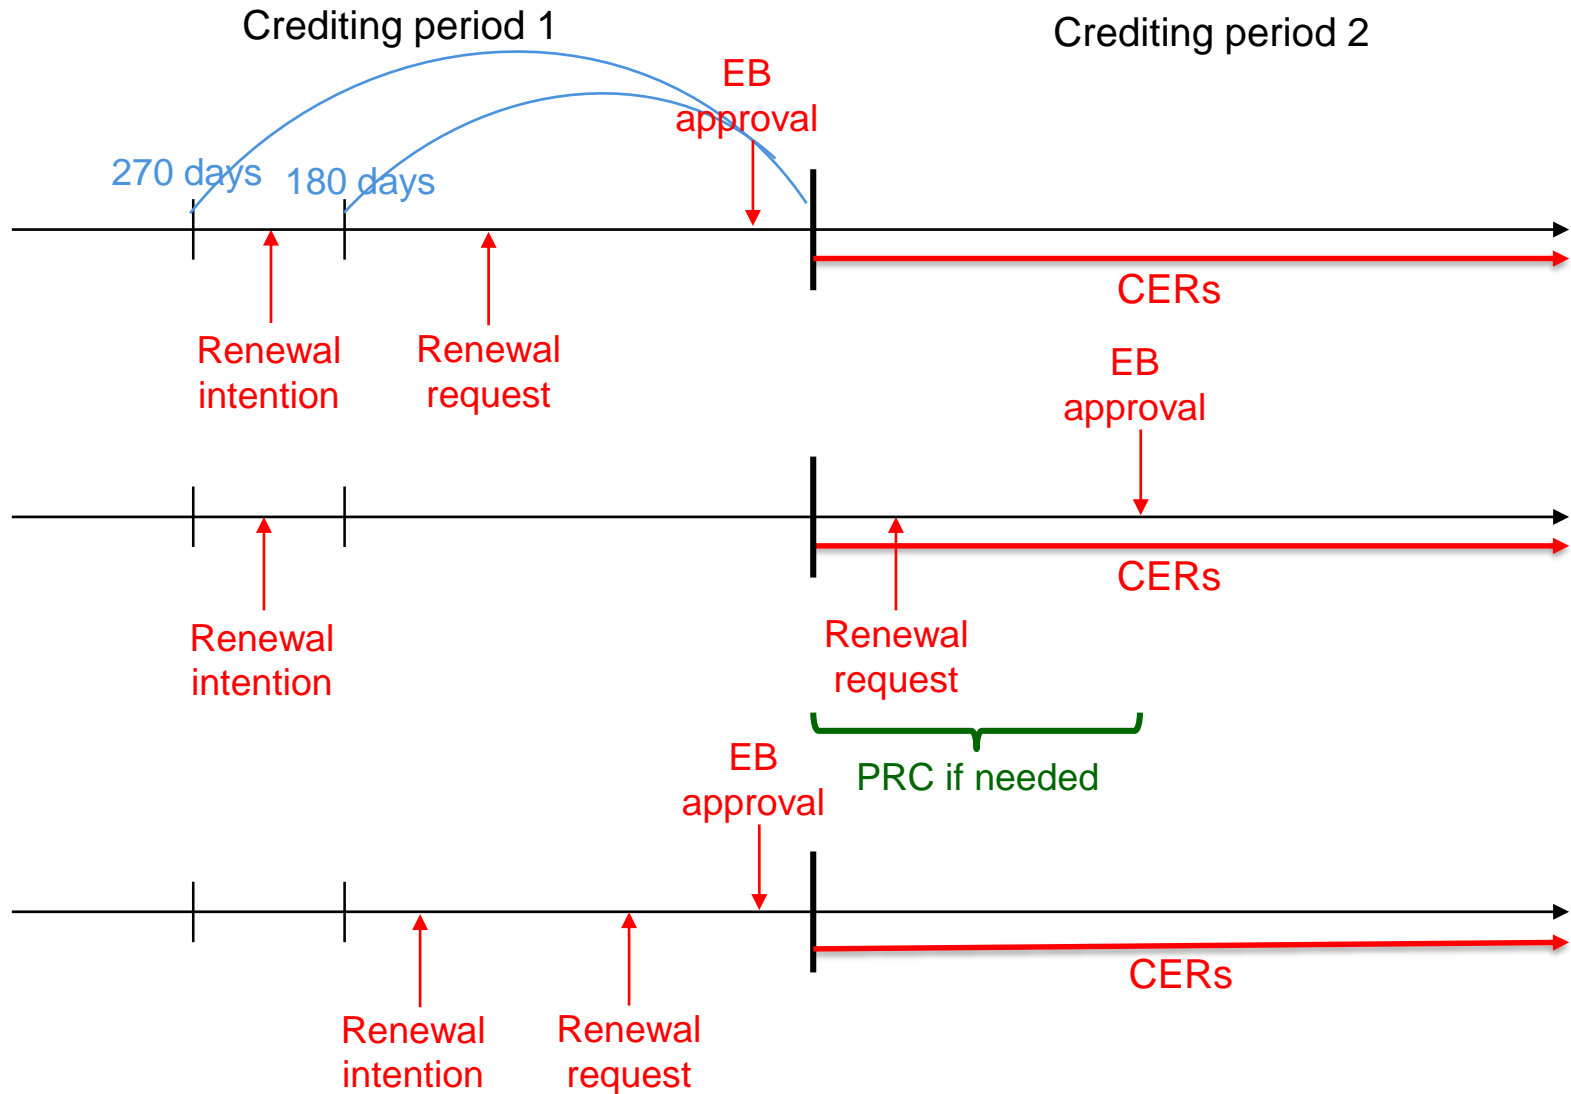 Crediting period 1
Crediting period 2
EB
approval
270 days
180 days
CERs
Renewal
intention
Renewal
request
EB
approval
CERs
Renewal
intention
Renewal
request
PRC if needed
EB
approval
CERs
Renewal
intention
Renewal
request